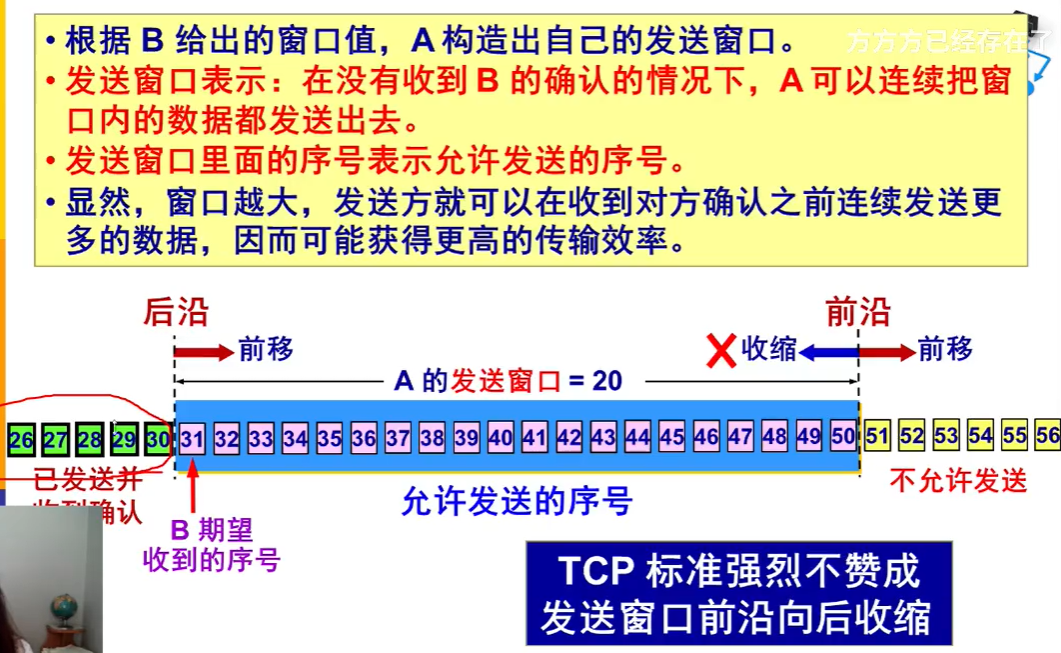 • 根据 B 给出的窗口值，A 构造出自己的发送窗口。
方方方已经存在了
• 发送窗口表示：在没有收到 B 的确认的情况下，A 可以连续把窗
口内的数据都发送出去。
• 发送窗口里面的序号表示允许发送的序号。
• 显然，窗口越大，发送方就可以在收到对方确认之前连续发送更
多的数据，因而可能获得更高的传输效率。
后沿
前沿
前移
收缩
前移
A 的发送窗口 = 20
26 27 28 29 30 31 32 33 34 35 36 37 38 39 40 41 42 43 44 45 46 47 48 49 50 51 52 53 54 55 56
已发送并
收到确认
允许发送的序号
不允许发送
B 期望
收到的序号
TCP 标准强烈不赞成
发送窗口前沿向后收缩